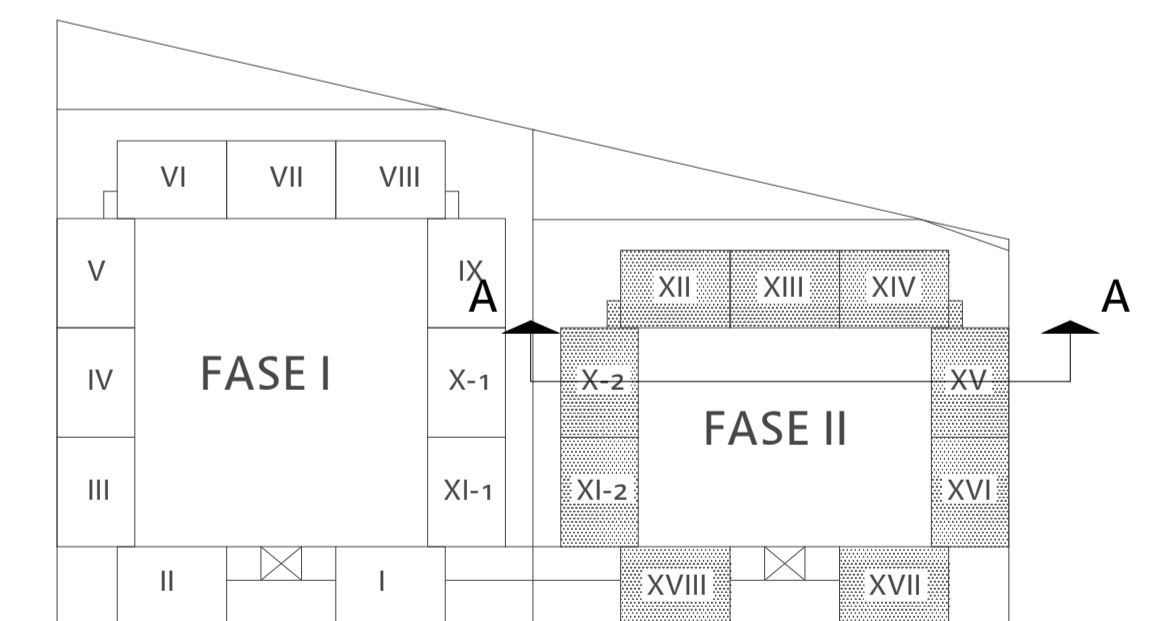 VI VII VIII
V IX
A A
XII XIII XIV
IV FASE I X-1 X-2 XV
FASE II
III XI-1 XI-2 XVI
II I XVIII XVII